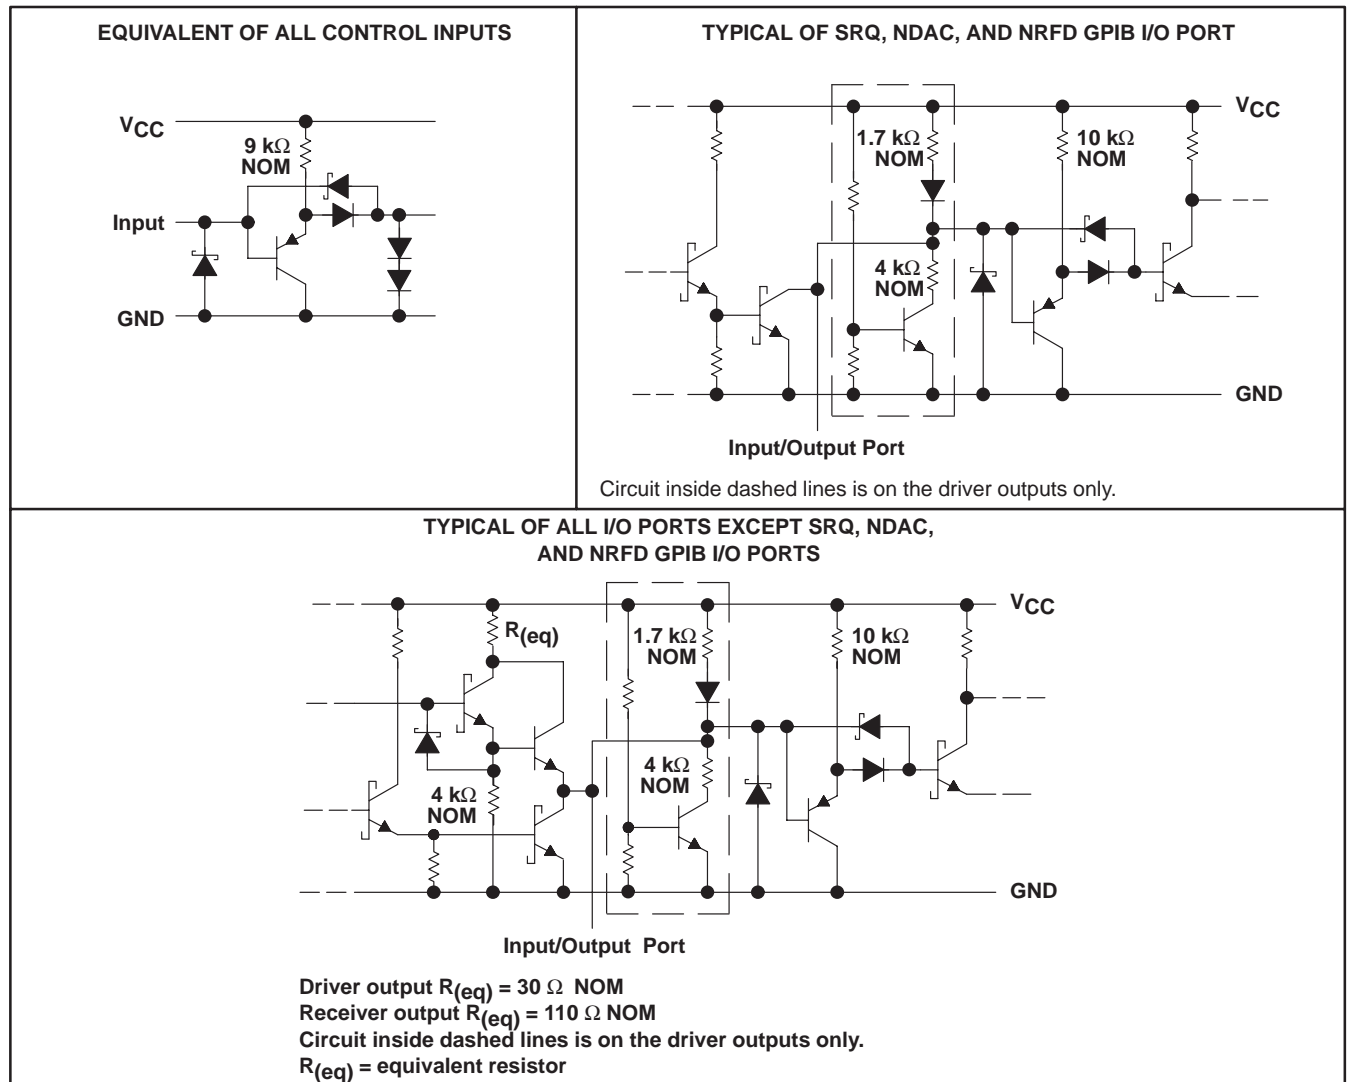 EQUIVALENT OF ALL CONTROL INPUTS
VCC
9 kΩ
NOM
Input
GND
TYPICAL OF SRQ, NDAC, AND NRFD GPIB I/O PORT
VCC
1.7 kΩ
NOM
10 kΩ
NOM
4 kΩ
NOM
GND
Input/Output Port
Circuit inside dashed lines is on the driver outputs only.
TYPICAL OF ALL I/O PORTS EXCEPT SRQ, NDAC,
AND NRFD GPIB I/O PORTS
VCC
R(eq)
1.7 kΩ
NOM
10 kΩ
NOM
4 kΩ
NOM
4 kΩ
NOM
GND
Input/Output Port
Driver output R(eq) = 30 Ω NOM
Receiver output R(eq) = 110 Ω NOM
Circuit inside dashed lines is on the driver outputs only.
R(eq) = equivalent resistor